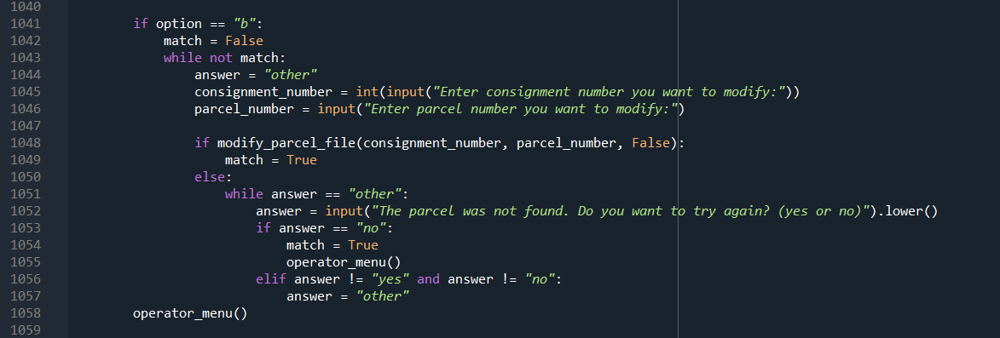 1040
1041 if option == "b":
1042 match = False
1043 while not match:
1044 answer = "other"
1045 consignment_number = int(input("Enter consignment number you want to modify:"))
1046 parcel_number = input("Enter parcel number you want to modify:")
1047
1048 if modify_parcel_file(consignment_number, parcel_number, False):
1049 match = True
1050 else:
1051 while answer == "other":
1052 answer = input("The parcel was not found. Do you want to try again? (yes or no)").lower()
1053 if answer == "no":
1054 match = True
1055 operator_menu()
1056 elif answer != "yes" and answer != "no":
1057 answer = "other"
1058 operator_menu()
1059